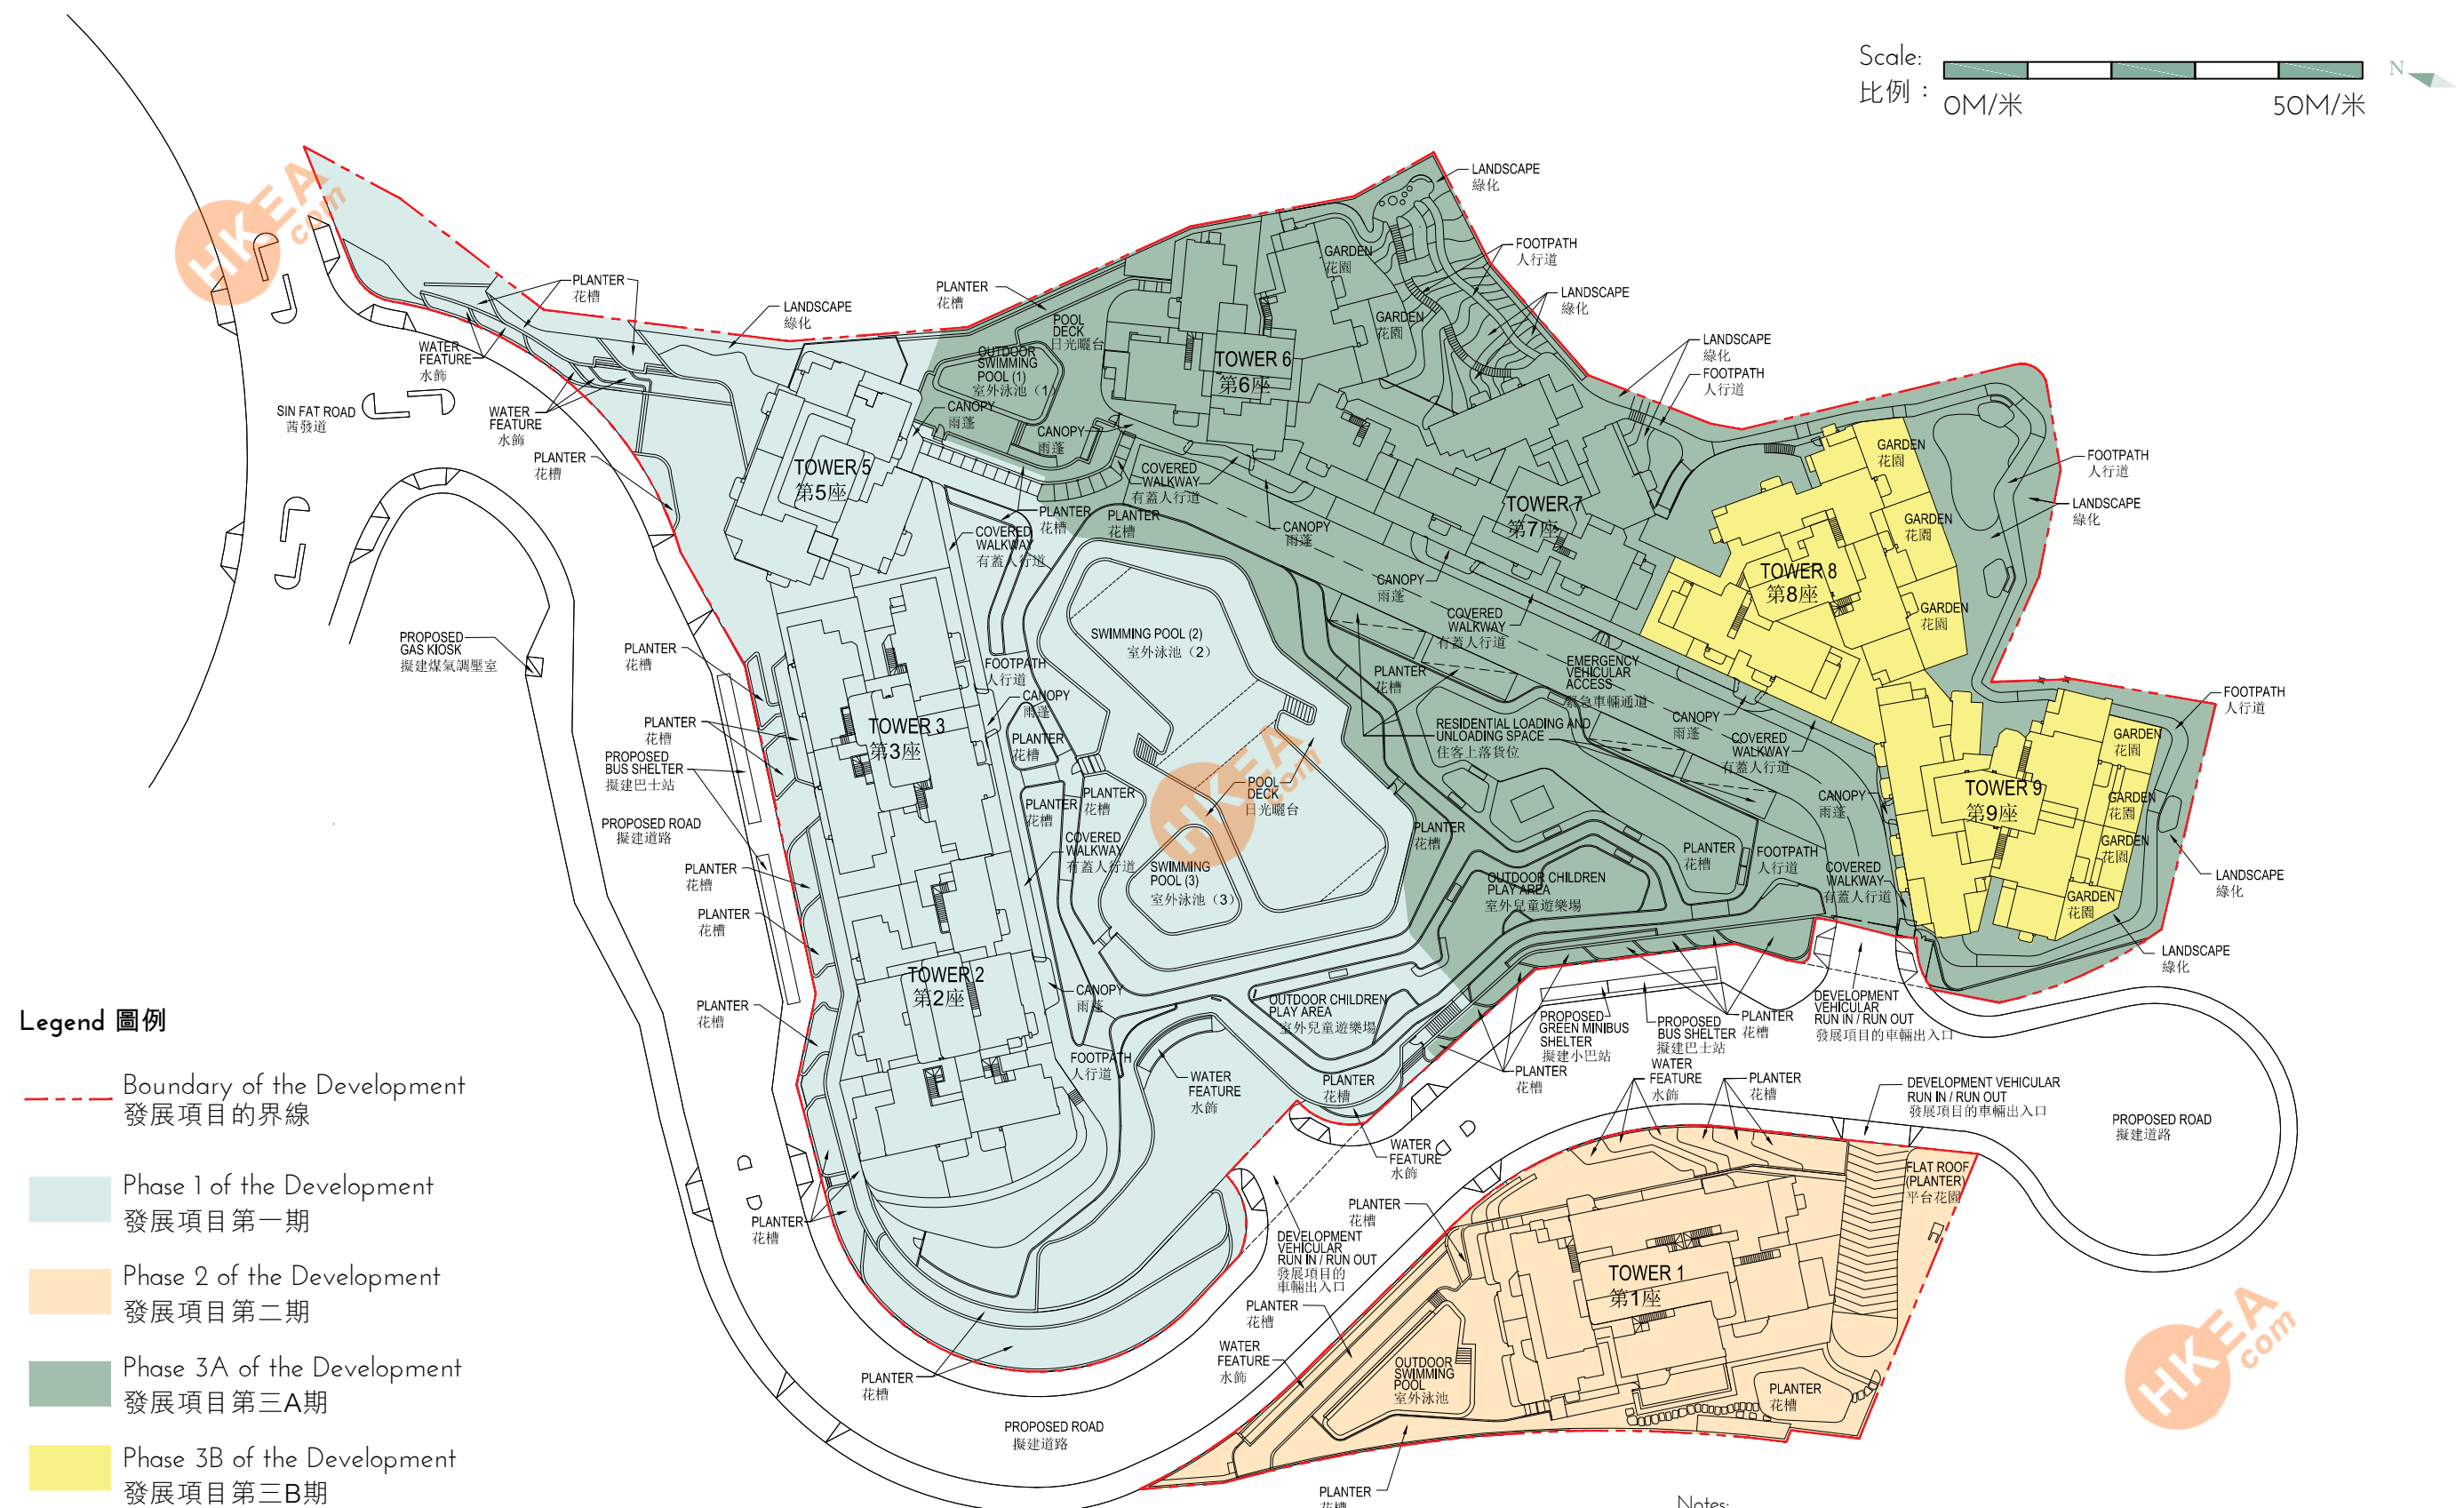 Scale:
比例：
0M/米
50M/米
N
HKEA
com
LANDSCAPE
綠化
FOOTPATH
人行道
GARDEN
花園
PLANTER
花槽
LANDSCAPE
綠化
PLANTER
花槽
LANDSCAPE
綠化
GARDEN
花園
POOL
DECK
日光曬台
WATER
FEATURE
水飾
OUTDOOR
SWIMMING
POOL (1)
室外泳池（1）
TOWER 6
第6座
LANDSCAPE
綠化
FOOTPATH
人行道
SIN FAT ROAD
茜發道
WATER
FEATURE
水飾
CANOPY
雨蓬
CANOPY
雨蓬
GARDEN
花園
FOOTPATH
人行道
PLANTER
花槽
TOWER 5
第5座
COVERED
WALKWAY
有蓋人行道
TOWER 7
第7座
LANDSCAPE
綠化
PLANTER
花槽
PLANTER
花槽
CANOPY
雨蓬
GARDEN
花園
COVERED
WALKWAY
有蓋人行道
CANOPY
雨蓬
TOWER 8
第8座
GARDEN
花園
COVERED
WALKWAY
有蓋人行道
PROPOSED
GAS KIOSK
擬建煤氣調壓室
PLANTER
花槽
SWIMMING POOL (2)
室外泳池（2）
FOOTPATH
人行道
PLANTER
花槽
EMERGENCY
VEHICULAR
ACCESS
緊急車輛通道
CANOPY
雨蓬
FOOTPATH
人行道
PLANTER
花槽
TOWER 3
第3座
PLANTER
花槽
RESIDENTIAL LOADING AND
UNLOADING SPACE
住客上落貨位
CANOPY
雨蓬
COVERED
WALKWAY
有蓋人行道
GARDEN
花園
PROPOSED
BUS SHELTER
擬建巴士站
HKEA
com
POOL
DECK
日光曬台
PLANTER
花槽
PLANTER
花槽
CANOPY
雨蓬
TOWER 9
第9座
GARDEN
花園
PROPOSED ROAD
擬建道路
COVERED
WALKWAY
有蓋人行道
PLANTER
花槽
PLANTER
花槽
FOOTPATH
人行道
GARDEN
花園
PLANTER
花槽
SWIMMING
POOL (3)
室外泳池（3）
OUTDOOR CHILDREN
PLAY AREA
室外兒童遊樂場
COVERED
WALKWAY
有蓋人行道
GARDEN
花園
LANDSCAPE
綠化
PLANTER
花槽
LANDSCAPE
綠化
TOWER 2
第2座
CANOPY
雨蓬
OUTDOOR CHILDREN
PLAY AREA
室外兒童遊樂場
PLANTER
花槽
PROPOSED
GREEN MINIBUS
SHELTER
擬建小巴站
PROPOSED
BUS SHELTER
擬建巴士站
PLANTER
花槽
DEVELOPMENT
VEHICULAR
RUN IN / RUN OUT
發展項目的車輛出入口
FOOTPATH
人行道
WATER
FEATURE
水飾
PLANTER
花槽
PLANTER
花槽
WATER
FEATURE
水飾
PLANTER
花槽
DEVELOPMENT VEHICULAR
RUN IN / RUN OUT
發展項目的車輛出入口
PROPOSED ROAD
擬建道路
WATER
FEATURE
水飾
FLAT ROOF
(PLANTER)
平台花園
PLANTER
花槽
PLANTER
花槽
DEVELOPMENT
VEHICULAR
RUN IN / RUN OUT
發展項目的
車輛出入口
TOWER 1
第1座
PLANTER
花槽
WATER
FEATURE
水飾
OUTDOOR
SWIMMING
POOL
室外泳池
PLANTER
花槽
PLANTER
花槽
PROPOSED ROAD
擬建道路
PLANTER
花槽
PLANTER
花槽
HKEA
com
Legend 圖例
Boundary of the Development
發展項目的界線
Phase 1 of the Development
發展項目第一期
Phase 2 of the Development
發展項目第二期
Phase 3A of the Development
發展項目第三A期
Phase 3B of the Development
發展項目第三B期
Notes: